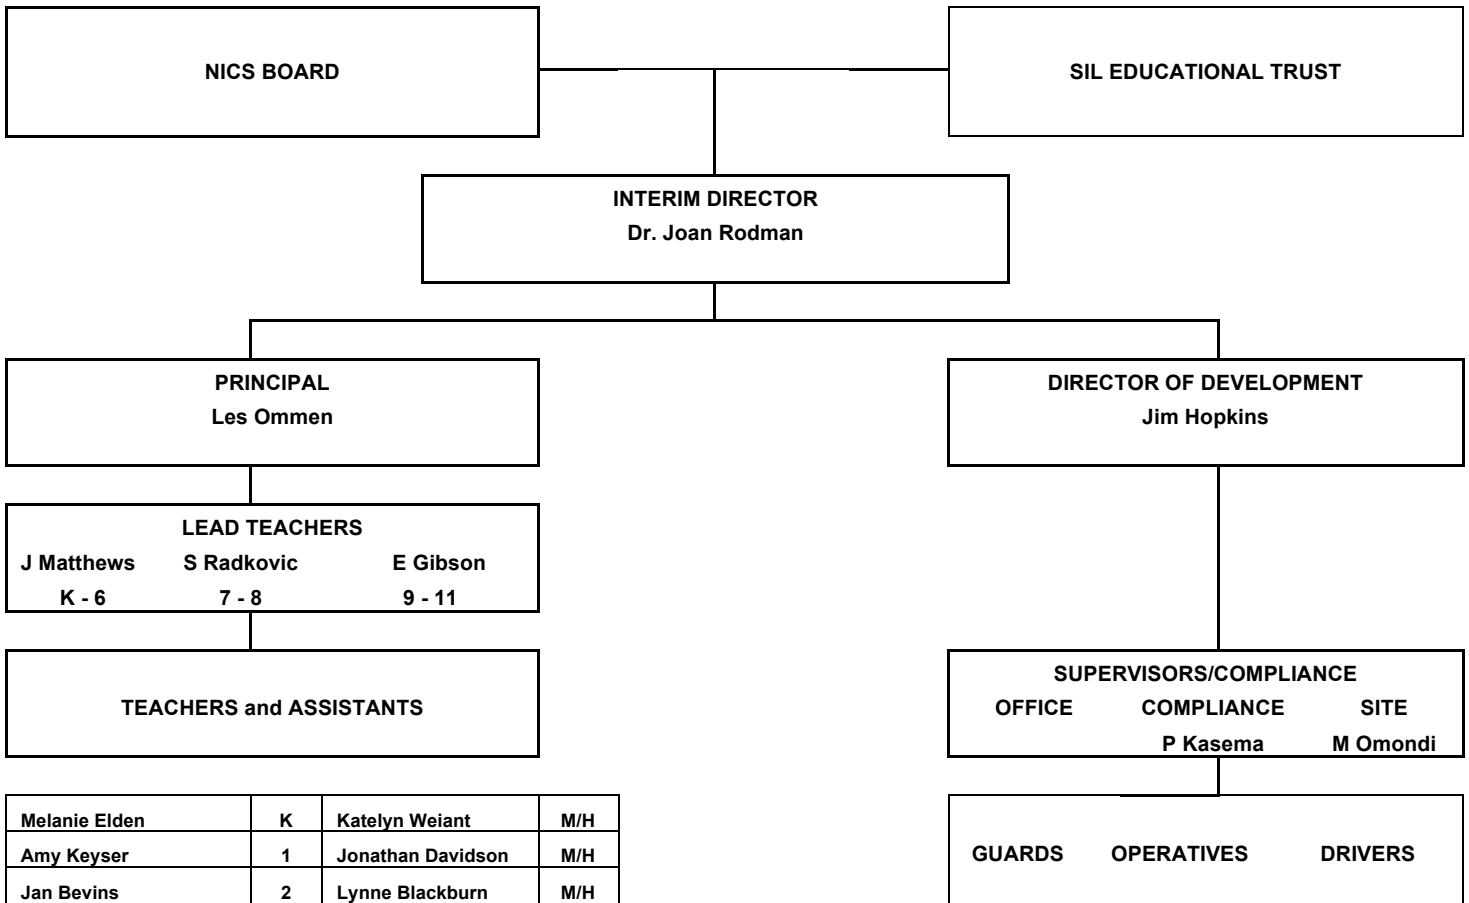 NICS BOARD
SIL EDUCATIONAL TRUST
INTERIM DIRECTOR
Dr. Joan Rodman
PRINCIPAL
Les Ommen
DIRECTOR OF DEVELOPMENT
Jim Hopkins
LEAD TEACHERS
J Matthews S Radkovic E Gibson
K - 6 7 - 8 9 - 11
TEACHERS and ASSISTANTS
SUPERVISORS/COMPLIANCE
OFFICE COMPLIANCE SITE
P Kasema M Omondi
Melanie Elden K Katelyn Weiant M/H
Amy Keyser 1 Jonathan Davidson M/H
Jan Bevins 2 Lynne Blackburn M/H
GUARDS OPERATIVES DRIVERS